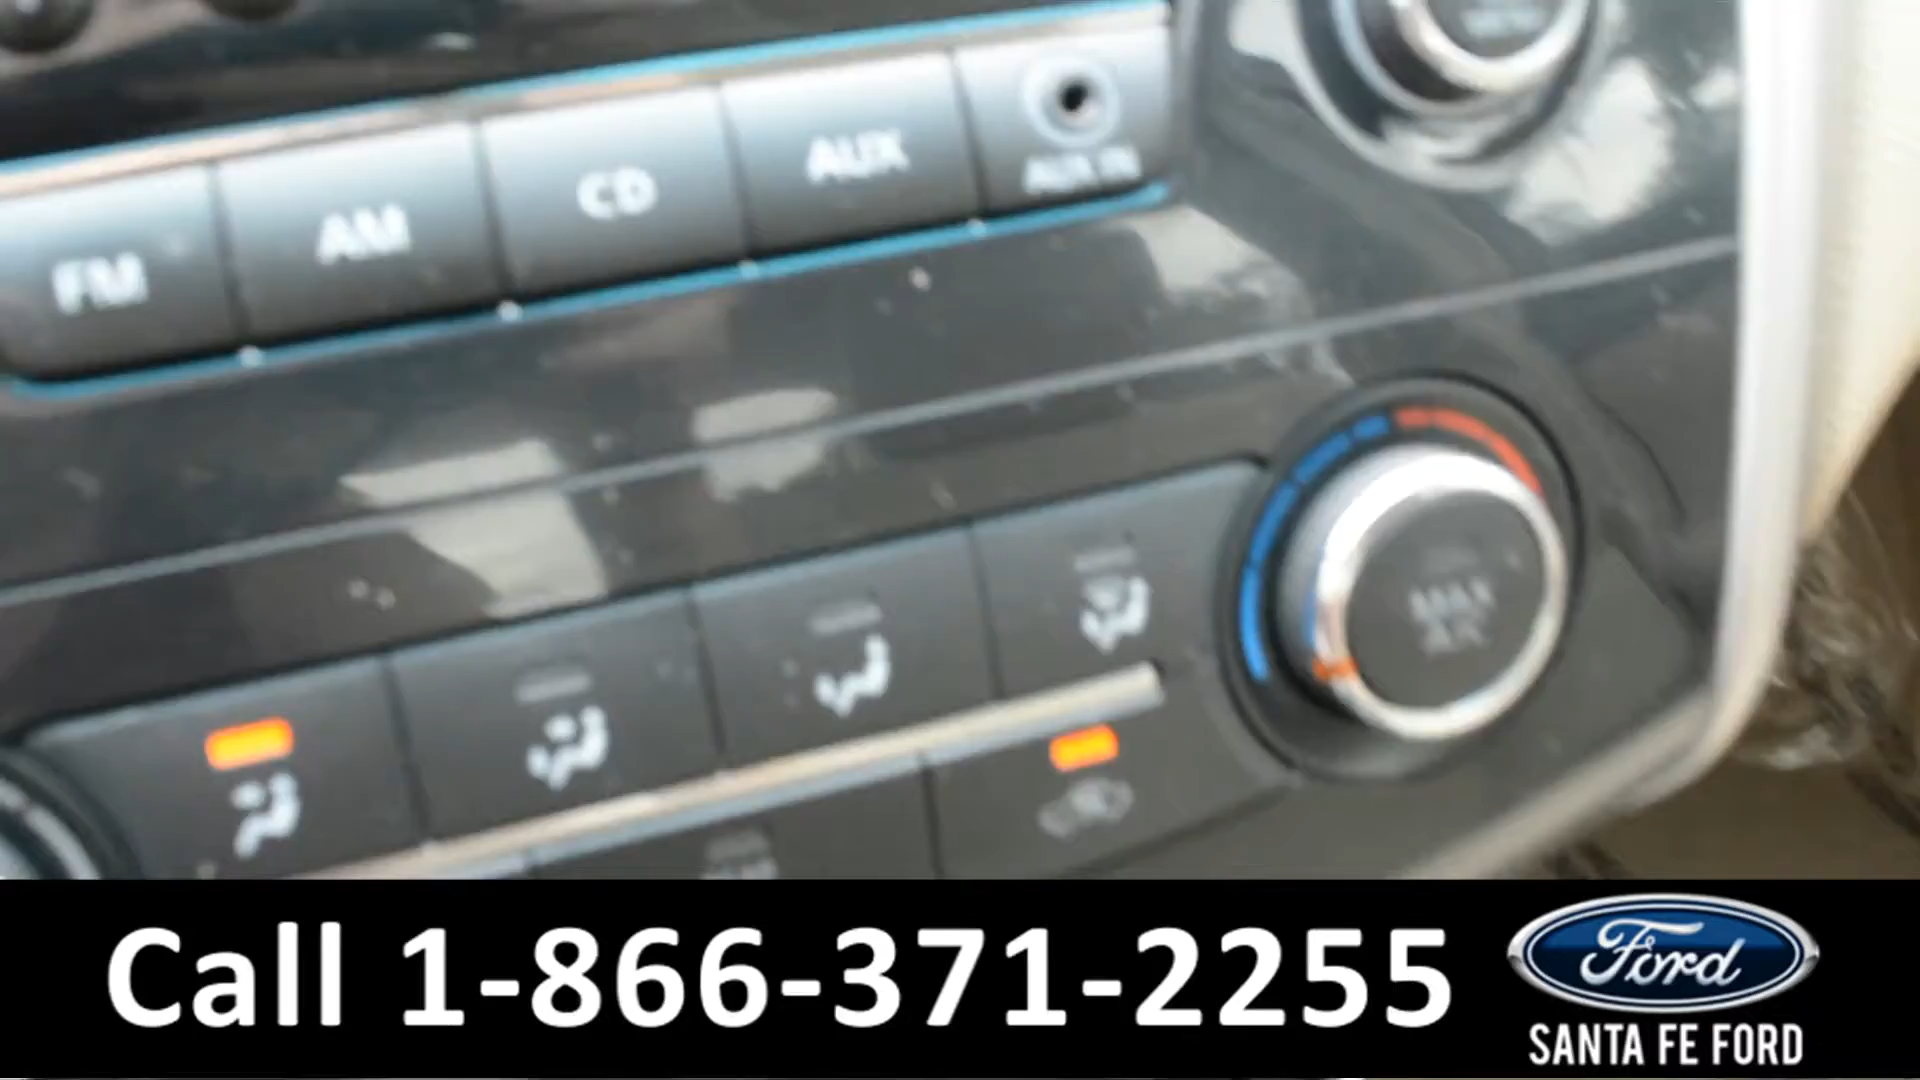 FM AM CD AUX AUX IN
MAX
A/C
Call 1-866-371-2255
Ford
SANTA FE FORD